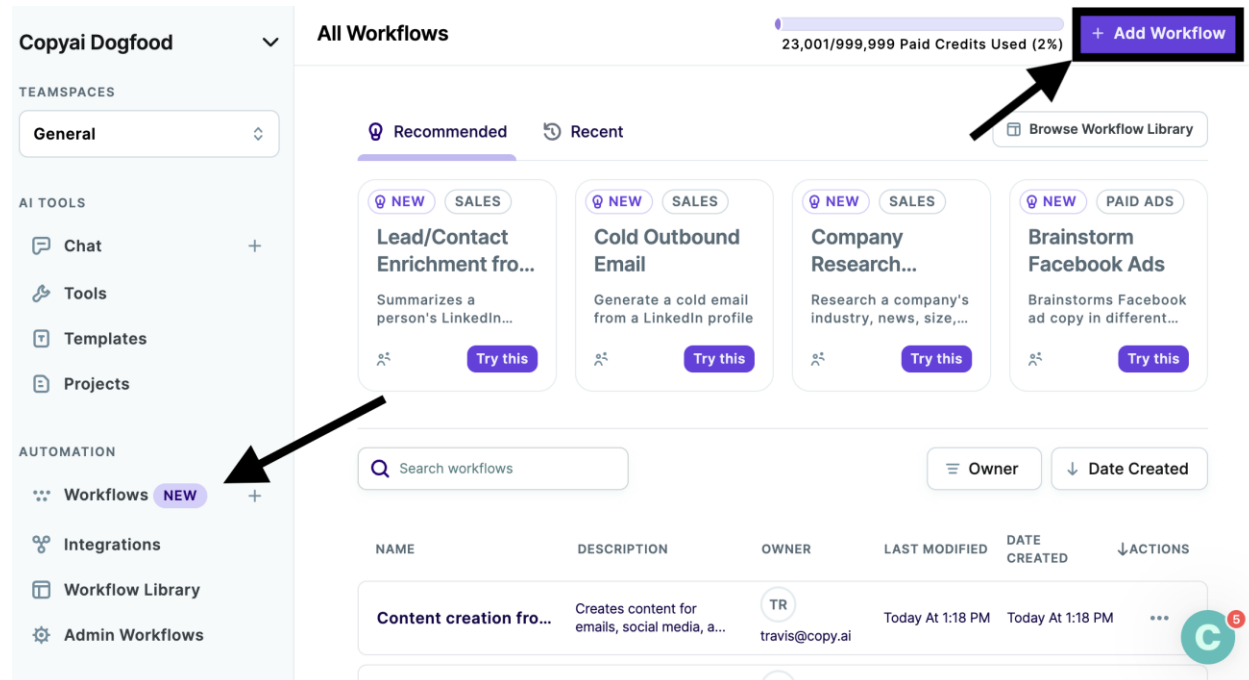 Copyai Dogfood
TEAMSPACES
General
AI TOOLS
Chat
Tools
Templates
Projects
AUTOMATION
Workflows NEW
Integrations
Workflow Library
Admin Workflows
All Workflows
23,001/999,999 Paid Credits Used (2%)
+ Add Workflow
Recommended
Recent
Browse Workflow Library
NEW SALES
Lead/Contact
Enrichment fro...
Summarizes a
person's LinkedIn...
Try this
NEW SALES
Cold Outbound
Email
Generate a cold email
from a LinkedIn profile
Try this
NEW SALES
Company
Research...
Research a company's
industry, news, size,...
Try this
NEW PAID ADS
Brainstorm
Facebook Ads
Brainstorms Facebook
ad copy in different...
Try this
Search workflows
Owner
Date Created
NAME
DESCRIPTION
OWNER
LAST MODIFIED
DATE
CREATED
ACTIONS
Content creation fro...
Creates content for
emails, social media, a...
TR
travis@copy.ai
Today At 1:18 PM
Today At 1:18 PM
C
5